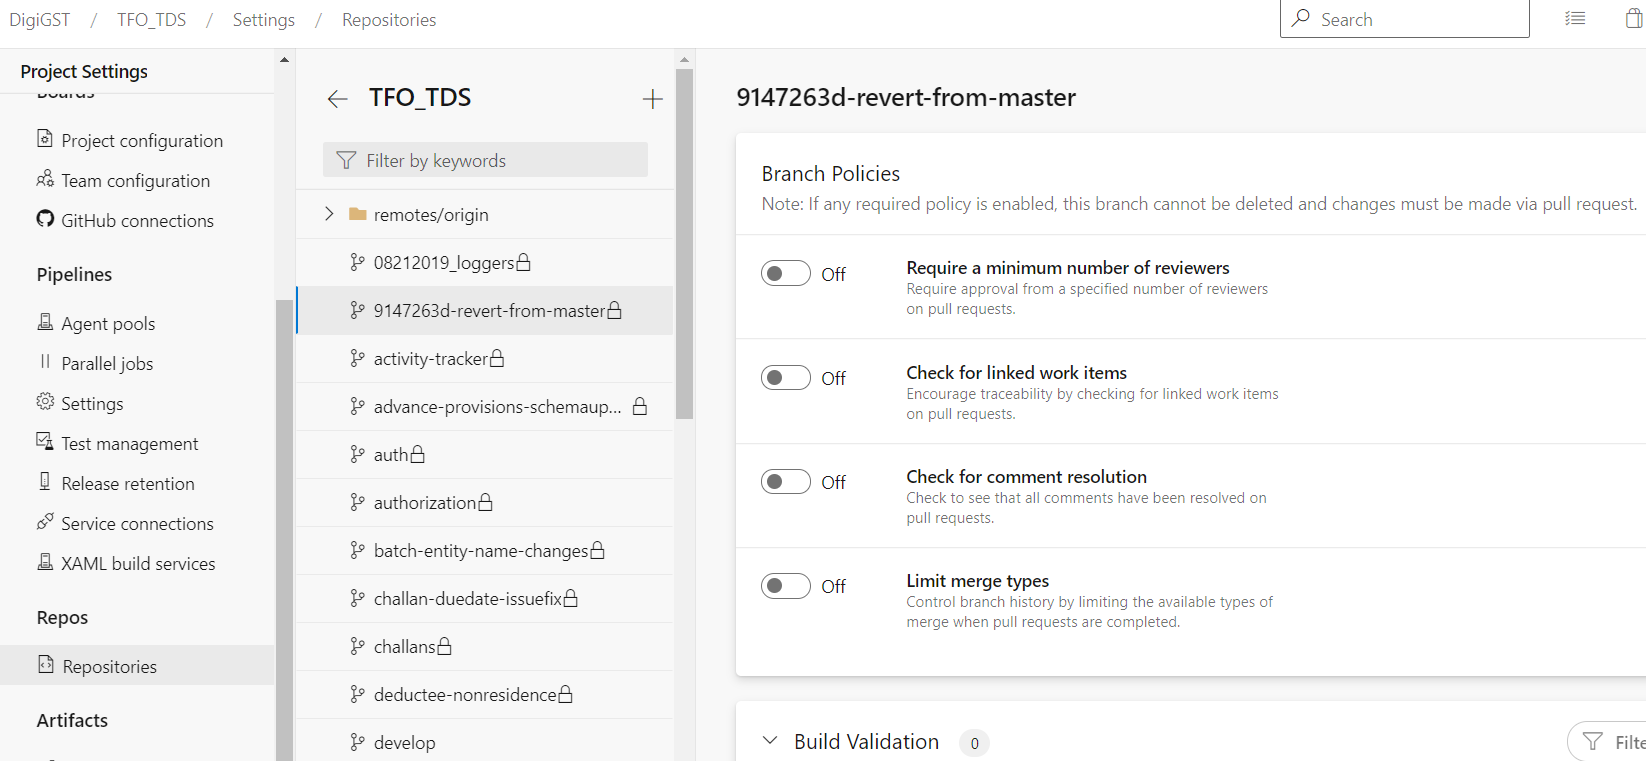 DigiGST / TFO_TDS / Settings / Repositories
Search
Project Settings
Boards
Project configuration
Team configuration
GitHub connections
Pipelines
Agent pools
Parallel jobs
Settings
Test management
Release retention
Service connections
XAML build services
Repos
Repositories
Artifacts
TFO_TDS
Filter by keywords
remotes/origin
08212019_loggers
9147263d-revert-from-master
activity-tracker
advance-provisions-schemaup...
auth
authorization
batch-entity-name-changes
challan-duedate-issuefix
challans
deductee-nonresidence
develop
9147263d-revert-from-master
Branch Policies
Note: If any required policy is enabled, this branch cannot be deleted and changes must be made via pull request.
Off
Require a minimum number of reviewers
Require approval from a specified number of reviewers
on pull requests.
Off
Check for linked work items
Encourage traceability by checking for linked work items
on pull requests.
Off
Check for comment resolution
Check to see that all comments have been resolved on
pull requests.
Off
Limit merge types
Control branch history by limiting the available types of
merge when pull requests are completed.
Build Validation 0
Filte